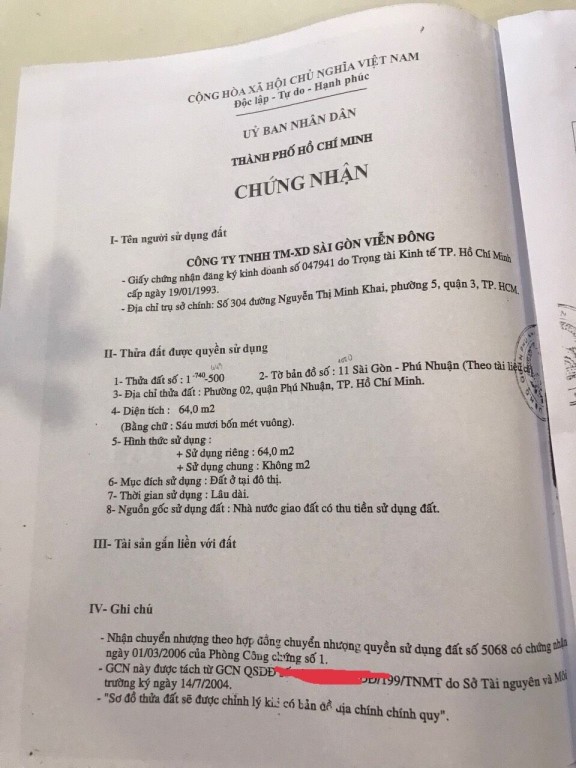 CỘNG HÒA XÃ HỘI CHỦ NGHĨA VIỆT NAM
Độc lập - Tự do - Hạnh phúc
UỶ BAN NHÂN DÂN
THÀNH PHỐ HỒ CHÍ MINH
CHỨNG NHẬN
I- Tên người sử dụng đất
CÔNG TY TNHH TM-XD SÀI GÒN VIỄN ĐÔNG
- Giấy chứng nhận đăng ký kinh doanh số 047941 do Trọng tài Kinh tế TP. Hồ Chí Minh
cấp ngày 19/01/1993.
- Địa chỉ trụ sở chính: Số 304 đường Nguyễn Thị Minh Khai, phường 5, quận 3, TP. HCM.
II- Thửa đất được quyền sử dụng
1- Thửa đất số : 1 -740-500 2- Tờ bản đồ số : 11 Sài Gòn - Phú Nhuận (Theo tài liệu
3- Địa chỉ thửa đất : Phường 02, quận Phú Nhuận, TP. Hồ Chí Minh.
4- Diện tích : 64,0 m2
(Bằng chữ : Sáu mươi bốn mét vuông).
5- Hình thức sử dụng :
+ Sử dụng riêng : 64,0 m2
+ Sử dụng chung : Không m2
6- Mục đích sử dụng : Đất ở tại đô thị.
7- Thời gian sử dụng : Lâu dài.
8- Nguồn gốc sử dụng đất : Nhà nước giao đất có thu tiền sử dụng đất.
III- Tài sản gắn liền với đất
IV- Ghi chú
- Nhận chuyển nhượng theo hợp đồng chuyển nhượng quyền sử dụng đất số 5068 có chứng nhận
ngày 01/03/2006 của Phòng Công chứng số 1.
- GCN này được tách từ GCN QSDĐ /199/TNMT do Sở Tài nguyên và Môi
trường ký ngày 14/7/2004.
- "Sơ đồ thửa đất sẽ được chỉnh lý khi có bản đồ địa chính chính quy".